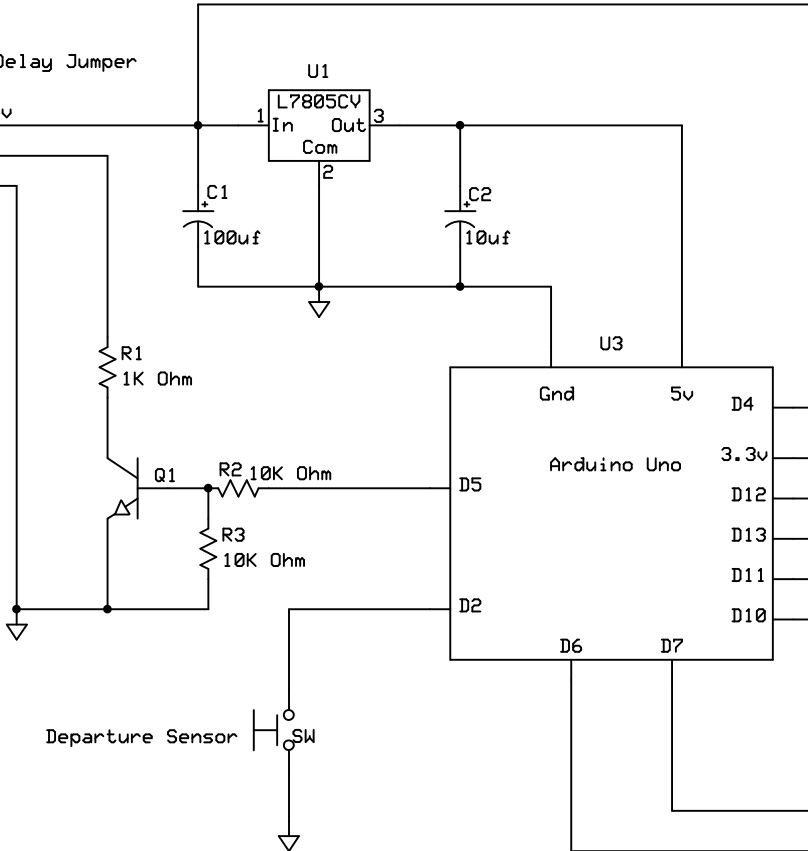 Delay Jumper
v
U1
L7805CV
1 In Out 3
Com
2
C1
+
100uf
C2
+
10uf
U3
R1
1K Ohm
Gnd 5v
D4
3.3v
Arduino Uno
Q1
R2 10K Ohm
D5
D12
R3
10K Ohm
D13
D11
D2
D10
D6 D7
Departure Sensor SW